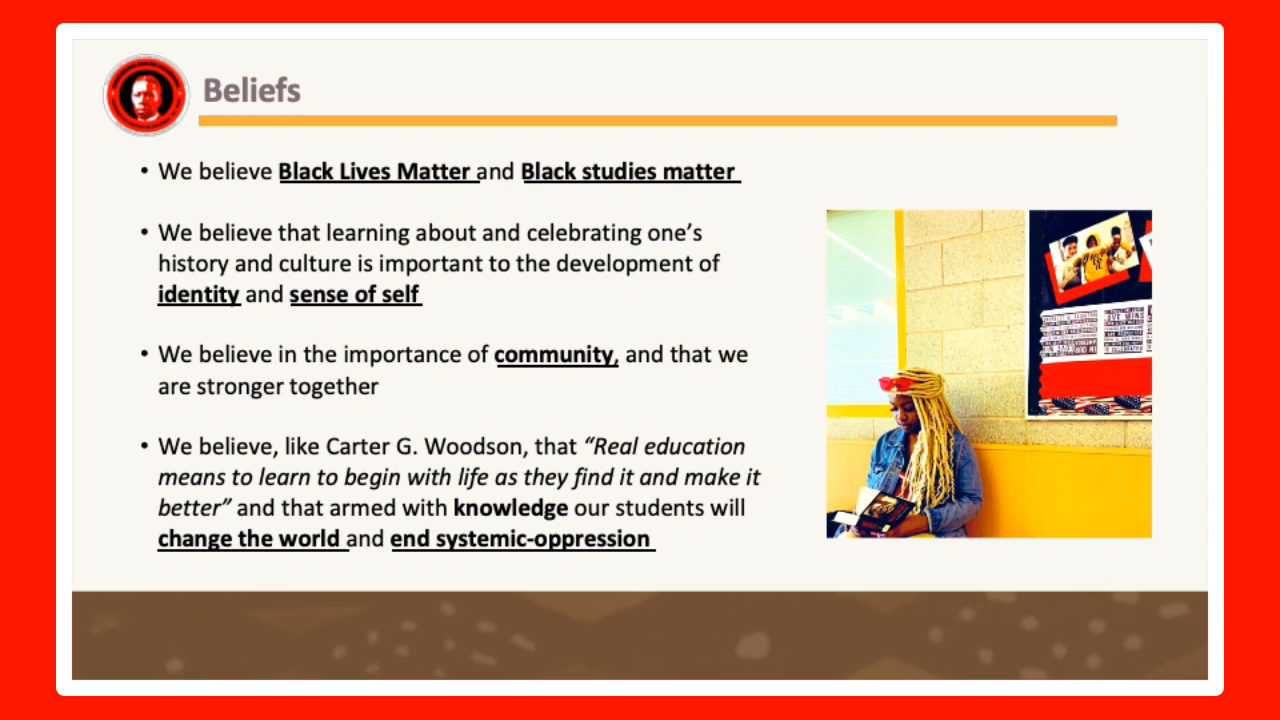 Beliefs
• We believe Black Lives Matter and Black studies matter
• We believe that learning about and celebrating one's
history and culture is important to the development of
identity and sense of self
• We believe in the importance of community, and that we
are stronger together
• We believe, like Carter G. Woodson, that “Real education
means to learn to begin with life as they find it and make it
better” and that armed with knowledge our students will
change the world and end systemic-oppression
LOVE WINS